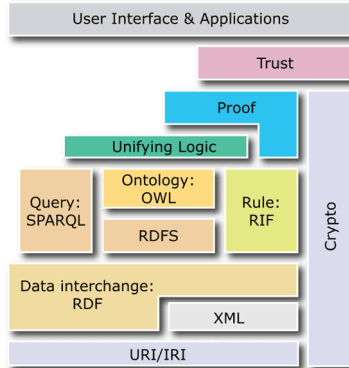 User Interface & Applications
Trust
Proof
Unifying Logic
Query:
SPARQL
Ontology:
OWL
RDFS
Rule:
RIF
Crypto
Data interchange:
RDF
XML
URI/IRI